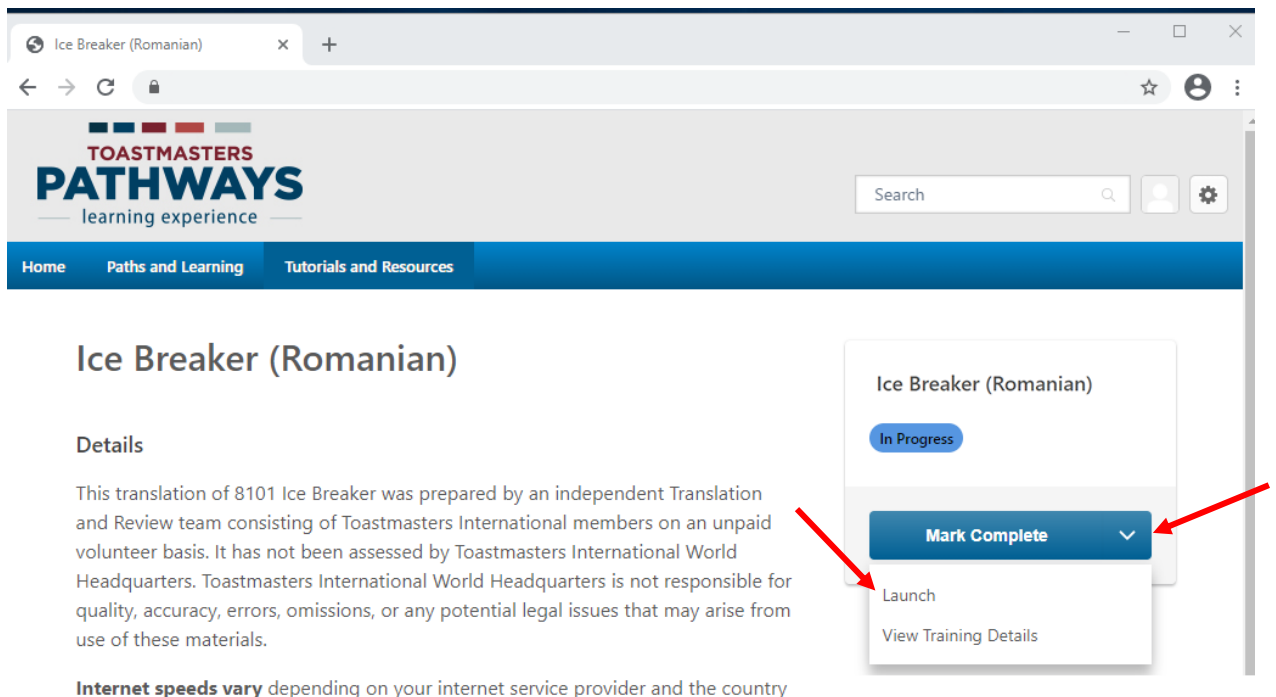 Ice Breaker (Romanian)
TOASTMASTERS
PATHWAYS
learning experience
Search
Home Paths and Learning Tutorials and Resources
Ice Breaker (Romanian)
Details
This translation of 8101 Ice Breaker was prepared by an independent Translation
and Review team consisting of Toastmasters International members on an unpaid
volunteer basis. It has not been assessed by Toastmasters International World
Headquarters. Toastmasters International World Headquarters is not responsible for
quality, accuracy, errors, omissions, or any potential legal issues that may arise from
use of these materials.
Internet speeds vary depending on your internet service provider and the country
Ice Breaker (Romanian)
In Progress
Mark Complete
Launch
View Training Details